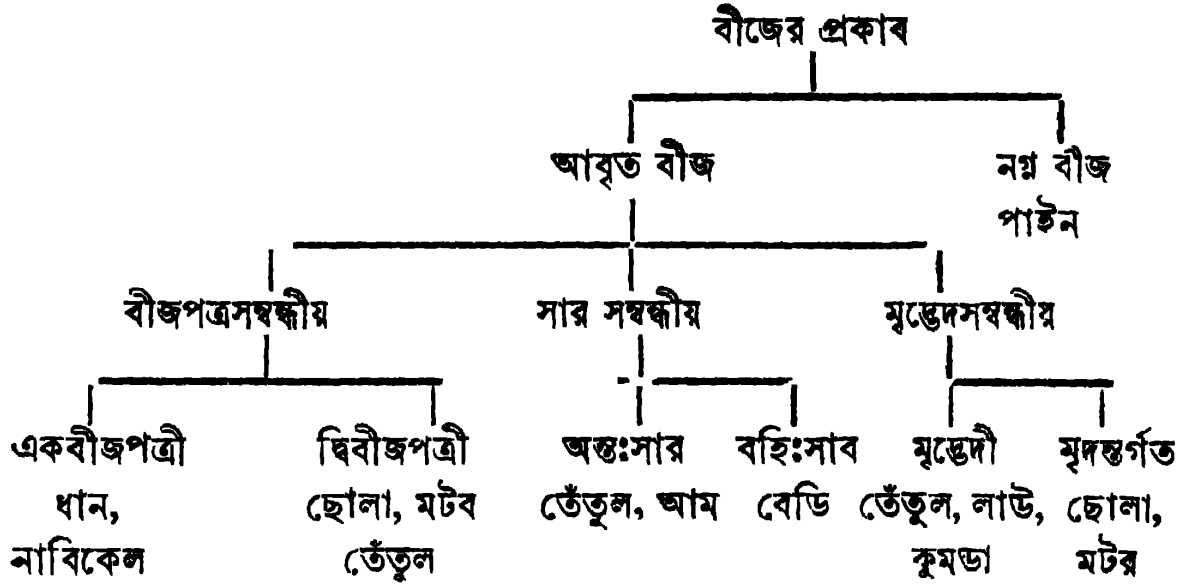 বীজের প্রকাব
আবৃত বীজ নগ্ন বীজ
পাইন
বীজপত্রসম্বন্ধীয় সার সম্বন্ধীয় মৃদ্ভেদসম্বন্ধীয়
একবীজপত্রী দ্বিবীজপত্রী অন্তঃসার বহিঃসাব মৃদ্ভেদী মৃদন্তর্গত
ধান, ছোলা, মটব তেঁতুল, আম বেডি তেঁতুল, লাউ, ছোলা,
নাবিকেল তেঁতুল কুমডা মটর